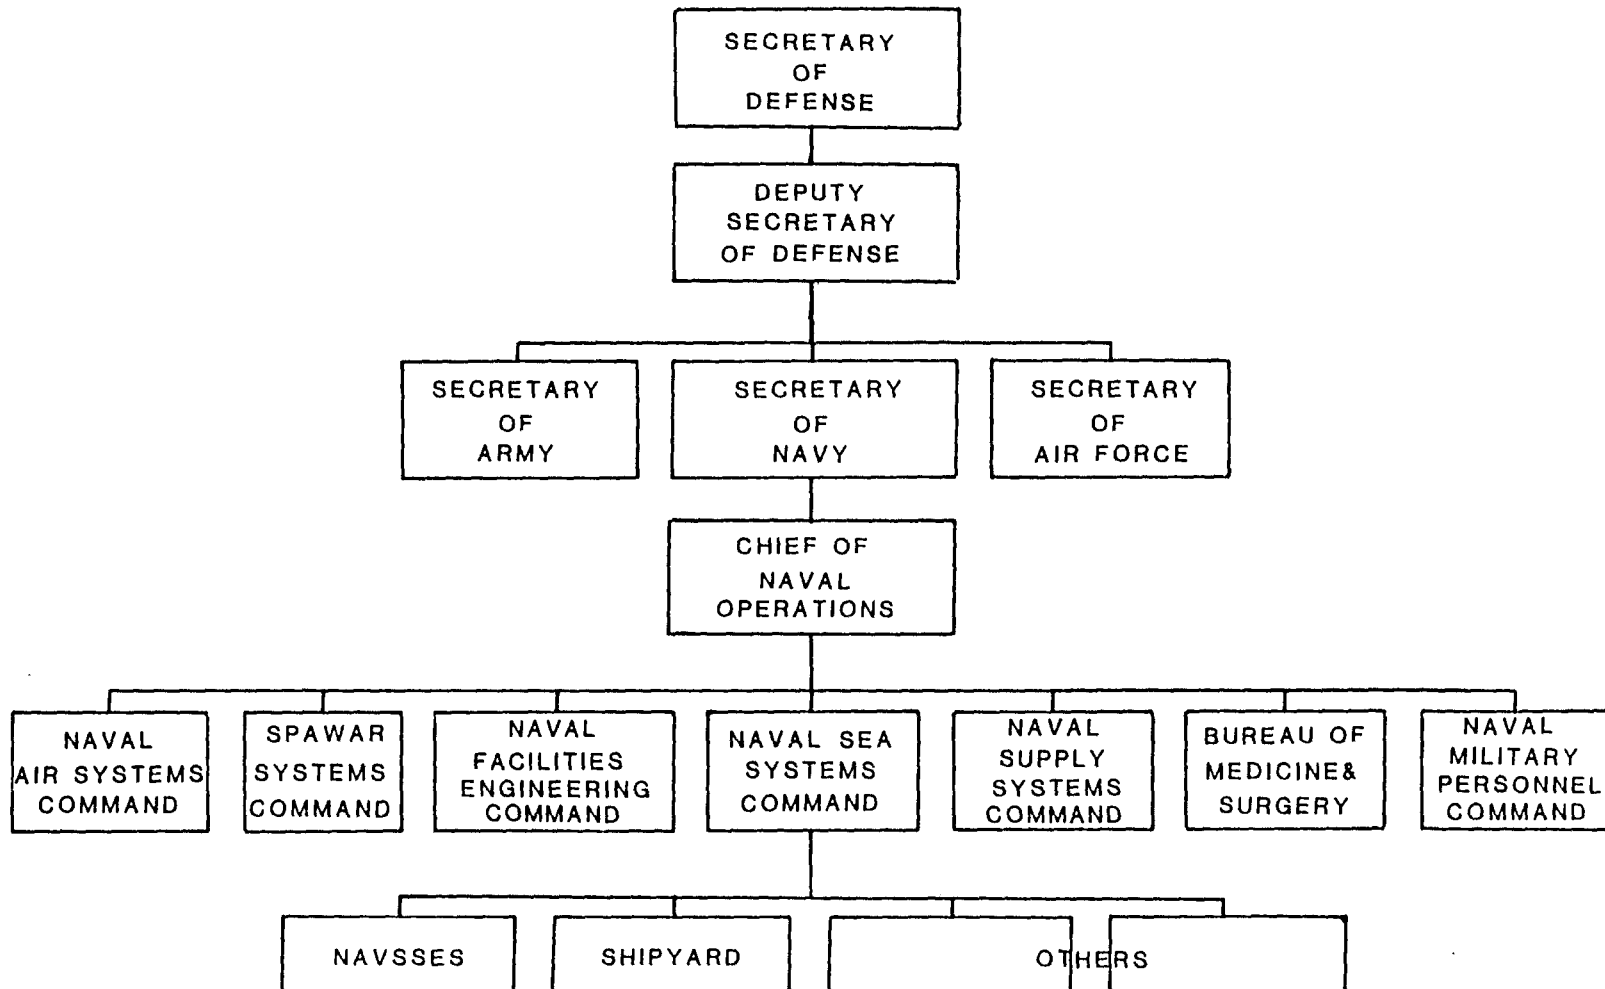 SECRETARY
OF
DEFENSE
DEPUTY
SECRETARY
OF DEFENSE
SECRETARY
OF
ARMY
SECRETARY
OF
NAVY
SECRETARY
OF
AIR FORCE
CHIEF OF
NAVAL
OPERATIONS
NAVAL
AIR SYSTEMS
COMMAND
SPAWAR
SYSTEMS
COMMAND
NAVAL
FACILITIES
ENGINEERING
COMMAND
NAVAL SEA
SYSTEMS
COMMAND
NAVAL
SUPPLY
SYSTEMS
COMMAND
BUREAU OF
MEDICINE&
SURGERY
NAVAL
MILITARY
PERSONNEL
COMMAND
NAVSSES
SHIPYARD
OTHERS